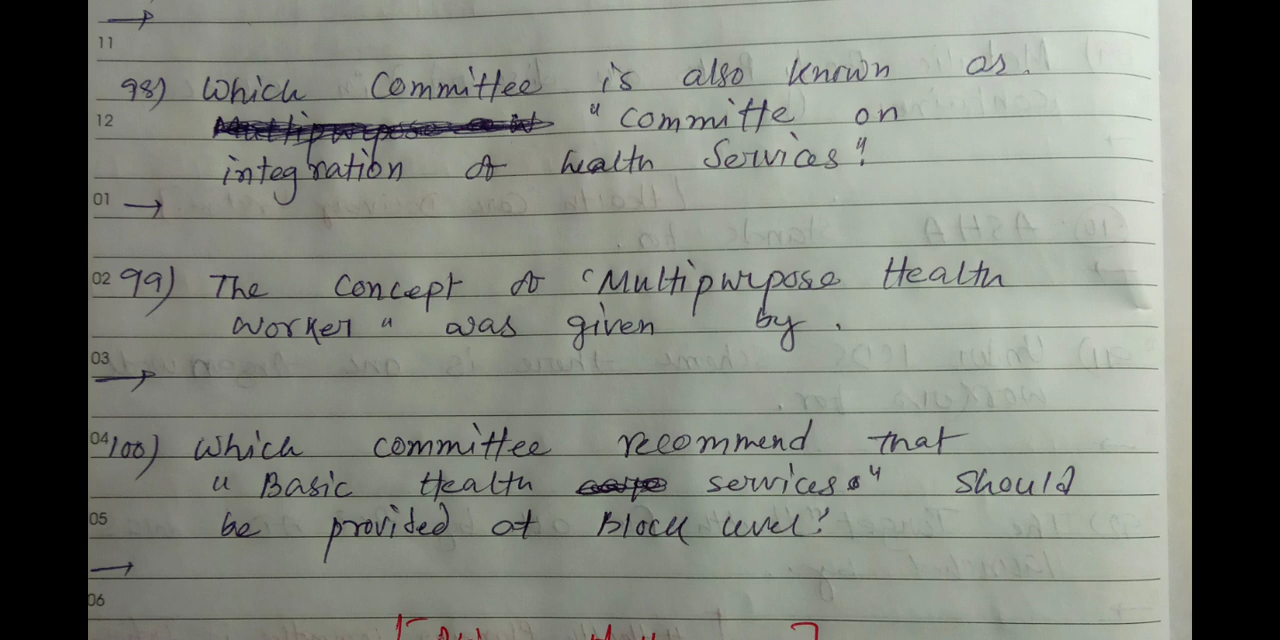 11
98) Which Committee is also known as.
12 "committe on
integration of health Services"?
01 →
02 99) The Concept of "Multipurpose Health
Worker" was given by.
03
→
04 100) Which committee recommend that
"Basic Health services" should
be provided at Block level?
05
→
06